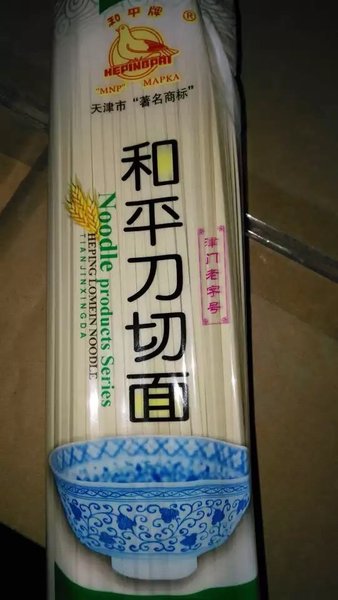 和平牌 ®
HEPINGPAI
"MNP" МАРКА
天津市"著名商标"
和平刀切面
津门老字号
Noodle products Series
HEPING LOMEIN NOODLE
TIANJINXINGDA